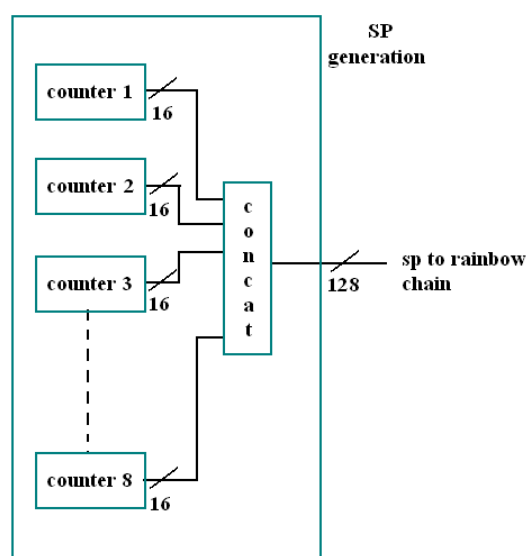 SP
generation
counter 1
16
counter 2
16
counter 3
16
counter 8
16
concat
128
sp to rainbow
chain